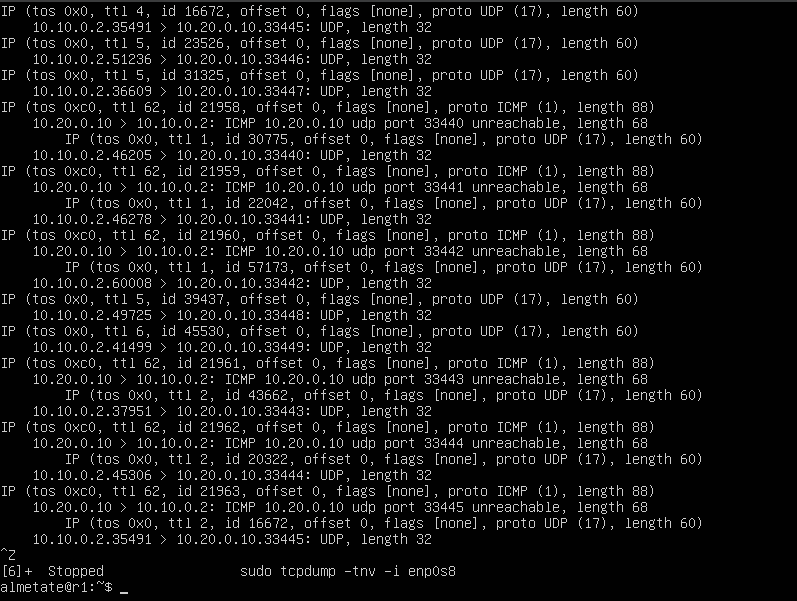 IP (tos 0x0, ttl 4, id 16672, offset 0, flags [none], proto UDP (17), length 60)
    10.10.0.2.35491 > 10.20.0.10.33445: UDP, length 32
IP (tos 0x0, ttl 5, id 23526, offset 0, flags [none], proto UDP (17), length 60)
    10.10.0.2.51236 > 10.20.0.10.33446: UDP, length 32
IP (tos 0x0, ttl 5, id 31325, offset 0, flags [none], proto UDP (17), length 60)
    10.10.0.2.36609 > 10.20.0.10.33447: UDP, length 32
IP (tos 0xc0, ttl 62, id 21958, offset 0, flags [none], proto ICMP (1), length 88)
    10.20.0.10 > 10.10.0.2: ICMP 10.20.0.10 udp port 33440 unreachable, length 68
        IP (tos 0x0, ttl 1, id 30775, offset 0, flags [none], proto UDP (17), length 60)
    10.10.0.2.46205 > 10.20.0.10.33440: UDP, length 32
IP (tos 0xc0, ttl 62, id 21959, offset 0, flags [none], proto ICMP (1), length 88)
    10.20.0.10 > 10.10.0.2: ICMP 10.20.0.10 udp port 33441 unreachable, length 68
        IP (tos 0x0, ttl 1, id 22042, offset 0, flags [none], proto UDP (17), length 60)
    10.10.0.2.46278 > 10.20.0.10.33441: UDP, length 32
IP (tos 0xc0, ttl 62, id 21960, offset 0, flags [none], proto ICMP (1), length 88)
    10.20.0.10 > 10.10.0.2: ICMP 10.20.0.10 udp port 33442 unreachable, length 68
        IP (tos 0x0, ttl 1, id 57173, offset 0, flags [none], proto UDP (17), length 60)
    10.10.0.2.60008 > 10.20.0.10.33442: UDP, length 32
IP (tos 0x0, ttl 5, id 39437, offset 0, flags [none], proto UDP (17), length 60)
    10.10.0.2.49725 > 10.20.0.10.33448: UDP, length 32
IP (tos 0x0, ttl 6, id 45530, offset 0, flags [none], proto UDP (17), length 60)
    10.10.0.2.41499 > 10.20.0.10.33449: UDP, length 32
IP (tos 0xc0, ttl 62, id 21961, offset 0, flags [none], proto ICMP (1), length 88)
    10.20.0.10 > 10.10.0.2: ICMP 10.20.0.10 udp port 33443 unreachable, length 68
        IP (tos 0x0, ttl 2, id 43662, offset 0, flags [none], proto UDP (17), length 60)
    10.10.0.2.37951 > 10.20.0.10.33443: UDP, length 32
IP (tos 0xc0, ttl 62, id 21962, offset 0, flags [none], proto ICMP (1), length 88)
    10.20.0.10 > 10.10.0.2: ICMP 10.20.0.10 udp port 33444 unreachable, length 68
        IP (tos 0x0, ttl 2, id 20322, offset 0, flags [none], proto UDP (17), length 60)
    10.10.0.2.45306 > 10.20.0.10.33444: UDP, length 32
IP (tos 0xc0, ttl 62, id 21963, offset 0, flags [none], proto ICMP (1), length 88)
    10.20.0.10 > 10.10.0.2: ICMP 10.20.0.10 udp port 33445 unreachable, length 68
        IP (tos 0x0, ttl 2, id 16672, offset 0, flags [none], proto UDP (17), length 60)
    10.10.0.2.35491 > 10.20.0.10.33445: UDP, length 32
^Z
[6]+  Stopped                 sudo tcpdump -tnv -i enp0s8
almetate@r1:~$ _